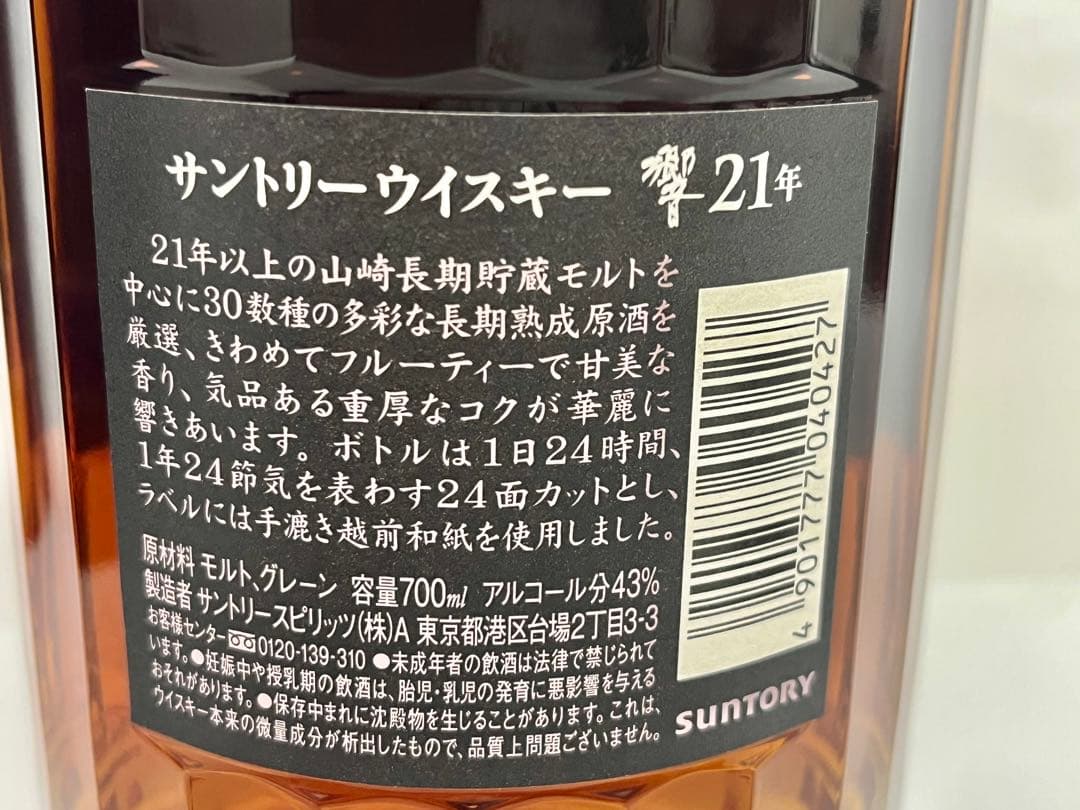 サントリーウイスキー 響 21年
21年以上の山崎長期貯蔵モルトを
中心に30数種の多彩な長期熟成原酒を
厳選、きわめてフルーティーで甘美な
香り、気品ある重厚なコクが華麗に
響きあいます。ボトルは1日24時間、
1年24節気を表わす24面カットとし、
ラベルには手漉き越前和紙を使用しました。
原材料 モルト、グレーン 容量700ml アルコール分43%
製造者 サントリースピリッツ(株)A 東京都港区台場2丁目3-3
お客様センター 0120-139-310 ●未成年者の飲酒は法律で禁じられて
います。●妊娠中や授乳期の飲酒は、胎児・乳児の発育に悪影響を与える
おそれがあります。●保存中まれに沈殿物を生じることがあります。これは、
ウイスキー本来の微量成分が析出したもので、品質上問題ございません。
4 901777 040427
SUNTORY